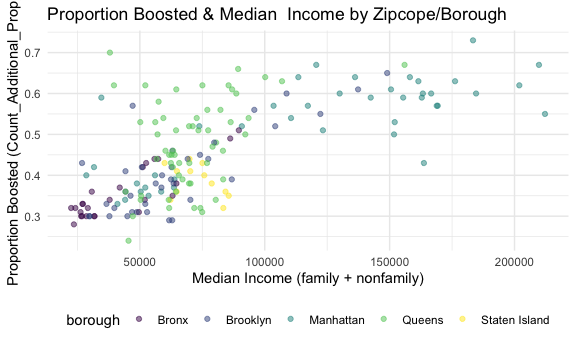 Proportion Boosted & Median  Income by Zipcope/Borough
Proportion Boosted (Count_Additional_Prop
0.7
0.6
0.5
0.4
0.3
50000 100000 150000 200000
Median Income (family + nonfamily)
borough Bronx Brooklyn Manhattan Queens Staten Island